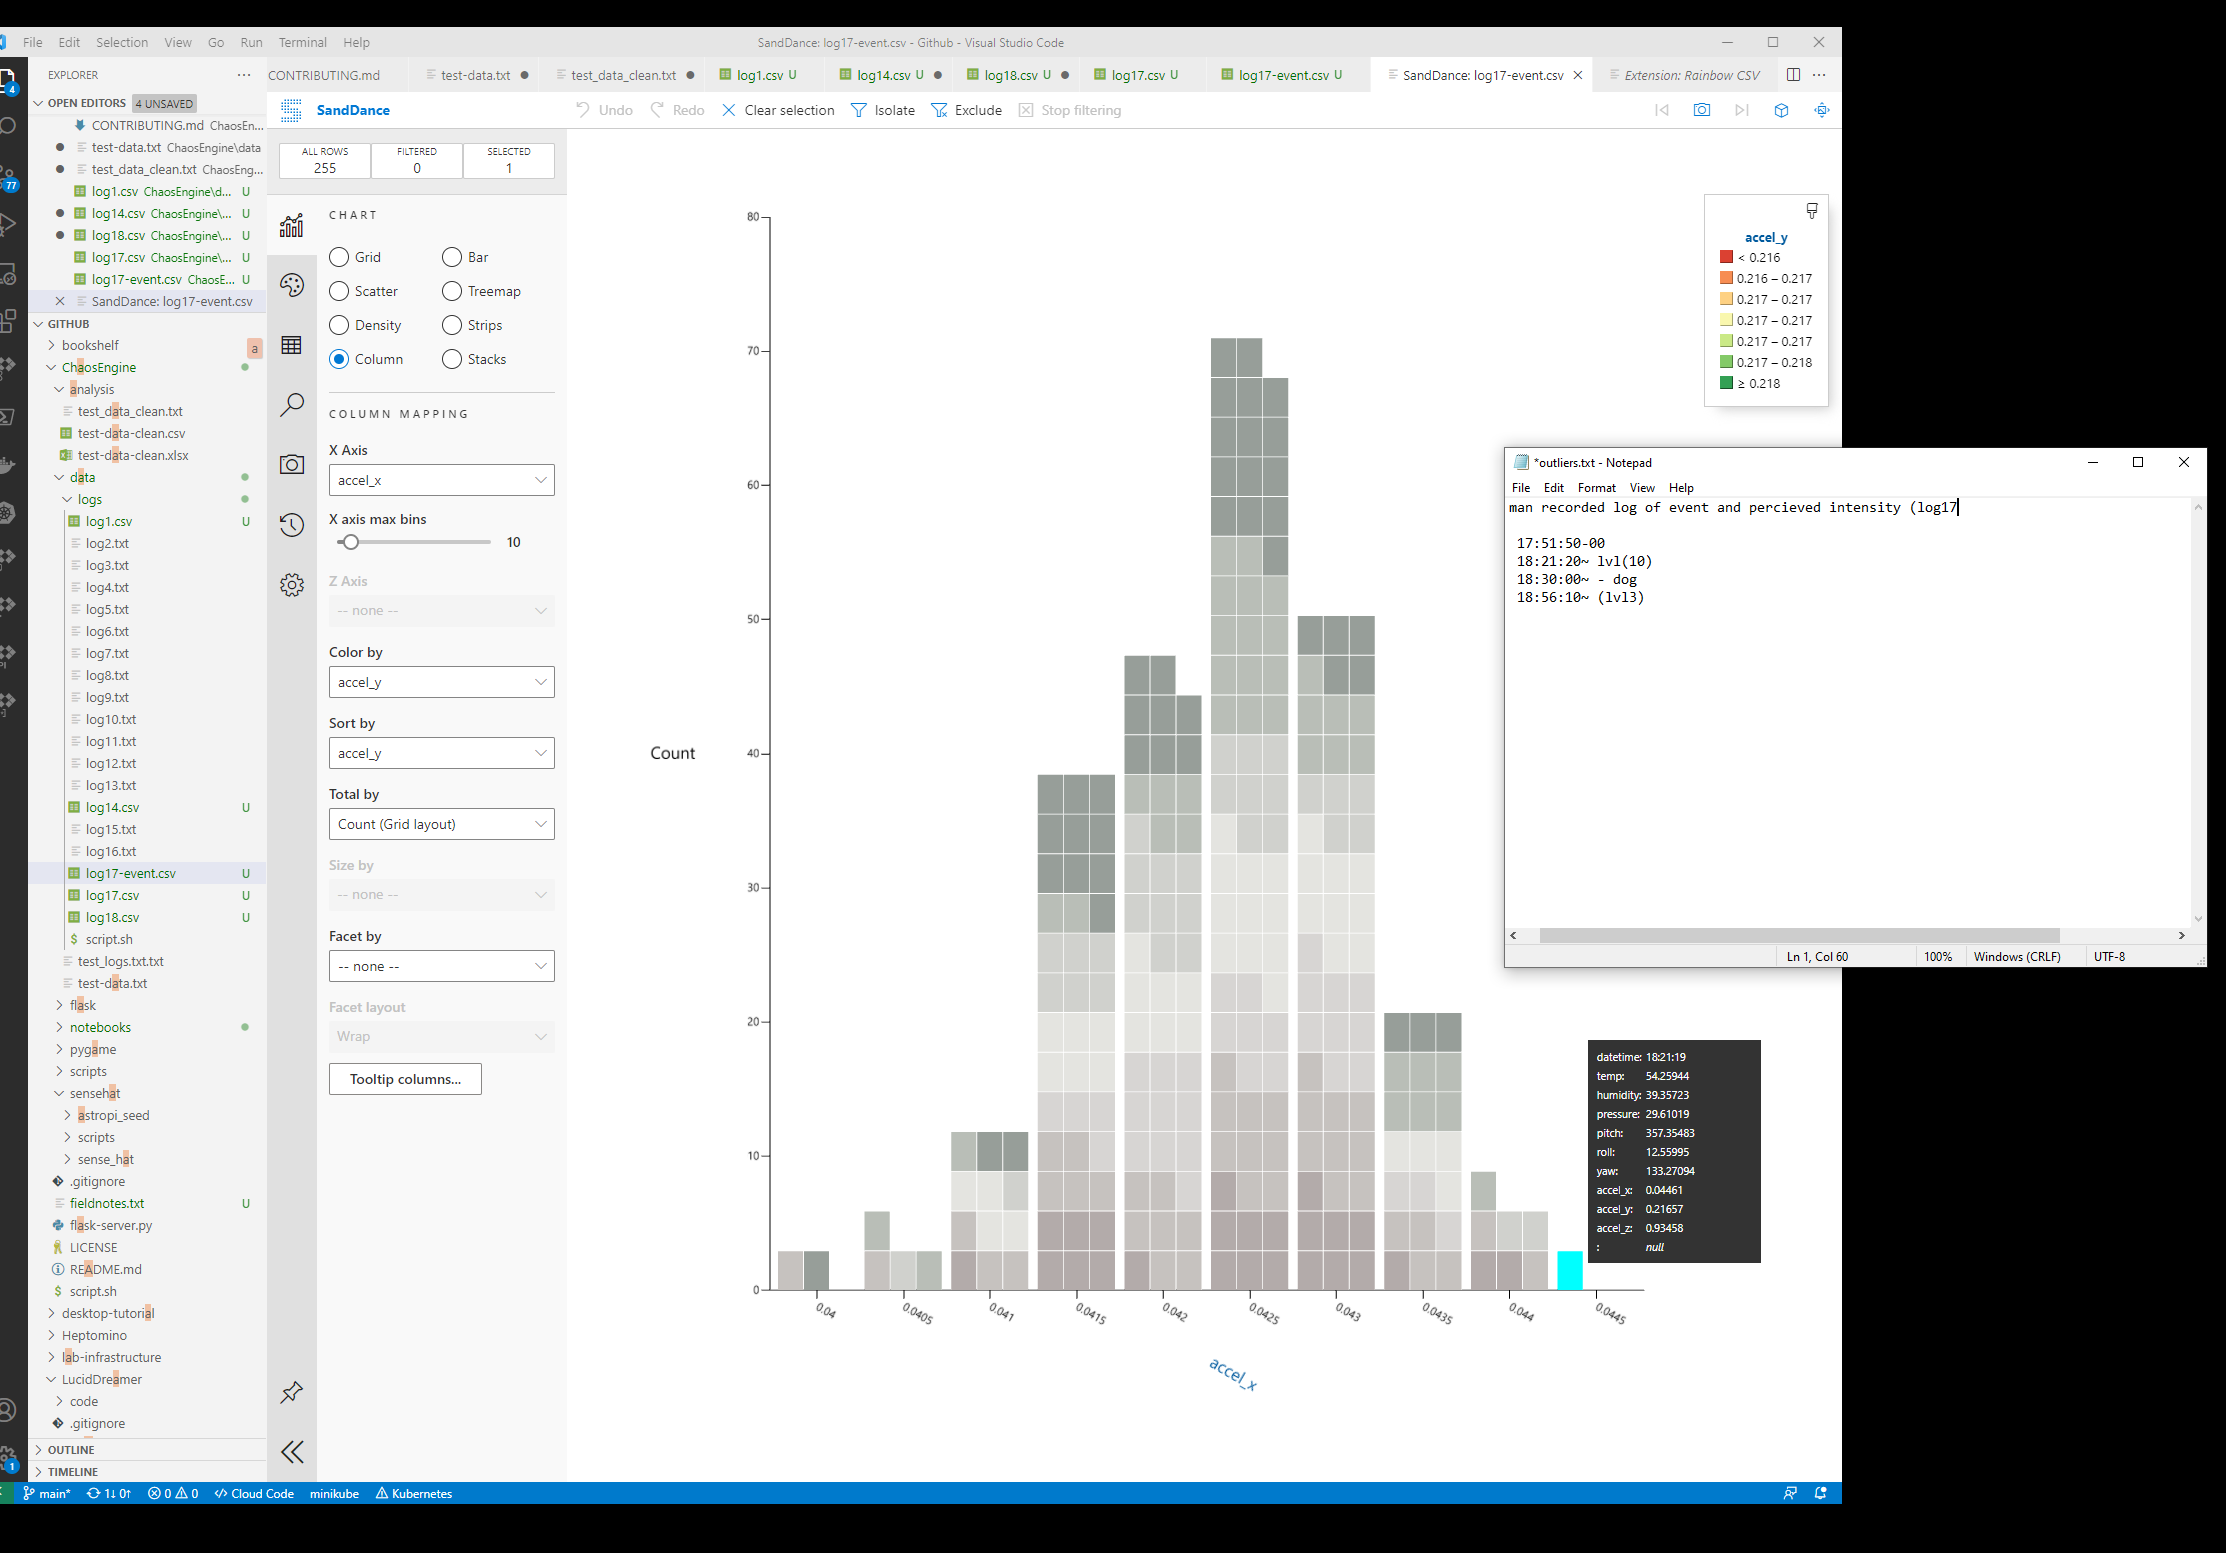 File Edit Selection View Go Run Terminal Help
SandDance: log17-event.csv - Github - Visual Studio Code
EXPLORER
CONTRIBUTING.md
test-data.txt
test_data_clean.txt
log1.csv U
log14.csv U
log18.csv U
log17.csv U
log17-event.csv U
SandDance: log17-event.csv
Extension: Rainbow CSV
OPEN EDITORS 4 UNSAVED
CONTRIBUTING.md ChaosEn...
test-data.txt ChaosEngine\data
test_data_clean.txt ChaosEng...
log1.csv ChaosEngine\d... U
log14.csv ChaosEngine\... U
log18.csv ChaosEngine\... U
log17.csv ChaosEngine\... U
log17-event.csv ChaosE... U
SandDance: log17-event.csv
GITHUB
bookshelf
a
ChaosEngine
analysis
test_data_clean.txt
test-data-clean.csv
test-data-clean.xlsx
data
logs
log1.csv U
log2.txt
log3.txt
log4.txt
log5.txt
log6.txt
log7.txt
log8.txt
log9.txt
log10.txt
log11.txt
log12.txt
log13.txt
log14.csv U
log15.txt
log16.txt
log17-event.csv U
log17.csv U
log18.csv U
script.sh
test_logs.txt.txt
test-data.txt
flask
notebooks
pygame
scripts
sensehat
astropi_seed
scripts
sense_hat
.gitignore
fieldnotes.txt U
flask-server.py
LICENSE
README.md
script.sh
desktop-tutorial
Heptomino
lab-infrastructure
LucidDreamer
code
.gitignore
OUTLINE
TIMELINE
4
77
1
SandDance
Undo Redo Clear selection Isolate Exclude Stop filtering
ALL ROWS FILTERED SELECTED
255 0 1
CHART
Grid Bar
Scatter Treemap
Density Strips
Column Stacks
COLUMN MAPPING
X Axis
accel_x
X axis max bins
10
Z Axis
-- none --
Color by
accel_y
Sort by
accel_y
Total by
Count (Grid layout)
Size by
-- none --
Facet by
-- none --
Facet layout
Wrap
Tooltip columns...
Count
80
70
60
50
40
30
20
10
0
0.04 0.0405 0.041 0.0415 0.042 0.0425 0.043 0.0435 0.044 0.0445
accel_x
accel_y
< 0.216
0.216 – 0.217
0.217 – 0.217
0.217 – 0.217
0.217 – 0.217
0.217 – 0.218
≥ 0.218
*outliers.txt - Notepad
File Edit Format View Help
man recorded log of event and percieved intensity (log17
17:51:50-00
18:21:20~ lvl(10)
18:30:00~ - dog
18:56:10~ (lvl3)
Ln 1, Col 60 100% Windows (CRLF) UTF-8
datetime: 18:21:19
temp: 54.25944
humidity: 39.35723
pressure: 29.61019
pitch: 357.35483
roll: 12.55995
yaw: 133.27094
accel_x: 0.04461
accel_y: 0.21657
accel_z: 0.93458
: null
main* 1↓ 0↑ 0 0 Cloud Code minikube Kubernetes